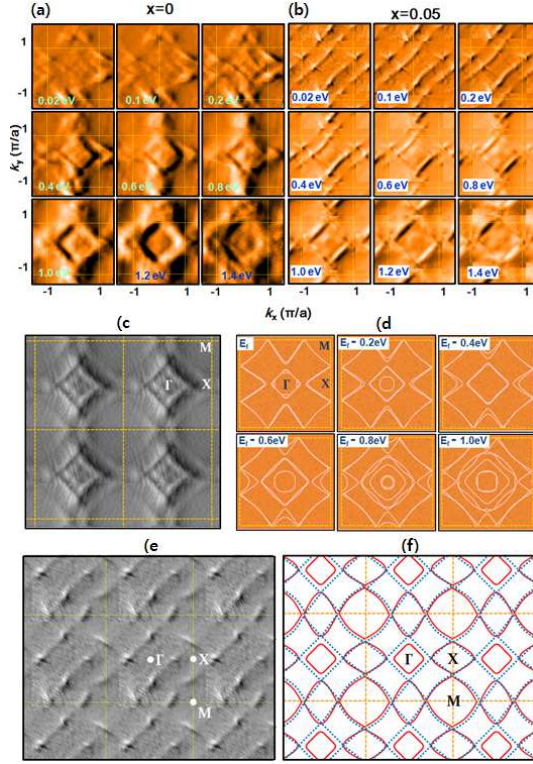 (a) x=0
(b) x=0.05
1
-1
0.02 eV 0.1 eV 0.2 eV
0.02 eV 0.1 eV 0.2 eV
1
-1
0.4 eV 0.6 eV 0.8 eV
0.4 eV 0.6 eV 0.8 eV
1
-1
1.0 eV 1.2 eV 1.4 eV
1.0 eV 1.2 eV 1.4 eV
ky (π/a)
-1 1 -1 1 -1 1 -1 1 -1 1 -1 1
kx (π/a)
(c)
M
Γ X
(d)
Ef Ef - 0.2eV Ef - 0.4eV
M
Γ X
Ef - 0.6eV Ef - 0.8eV Ef - 1.0eV
(e)
Γ X
M
(f)
Γ X
M